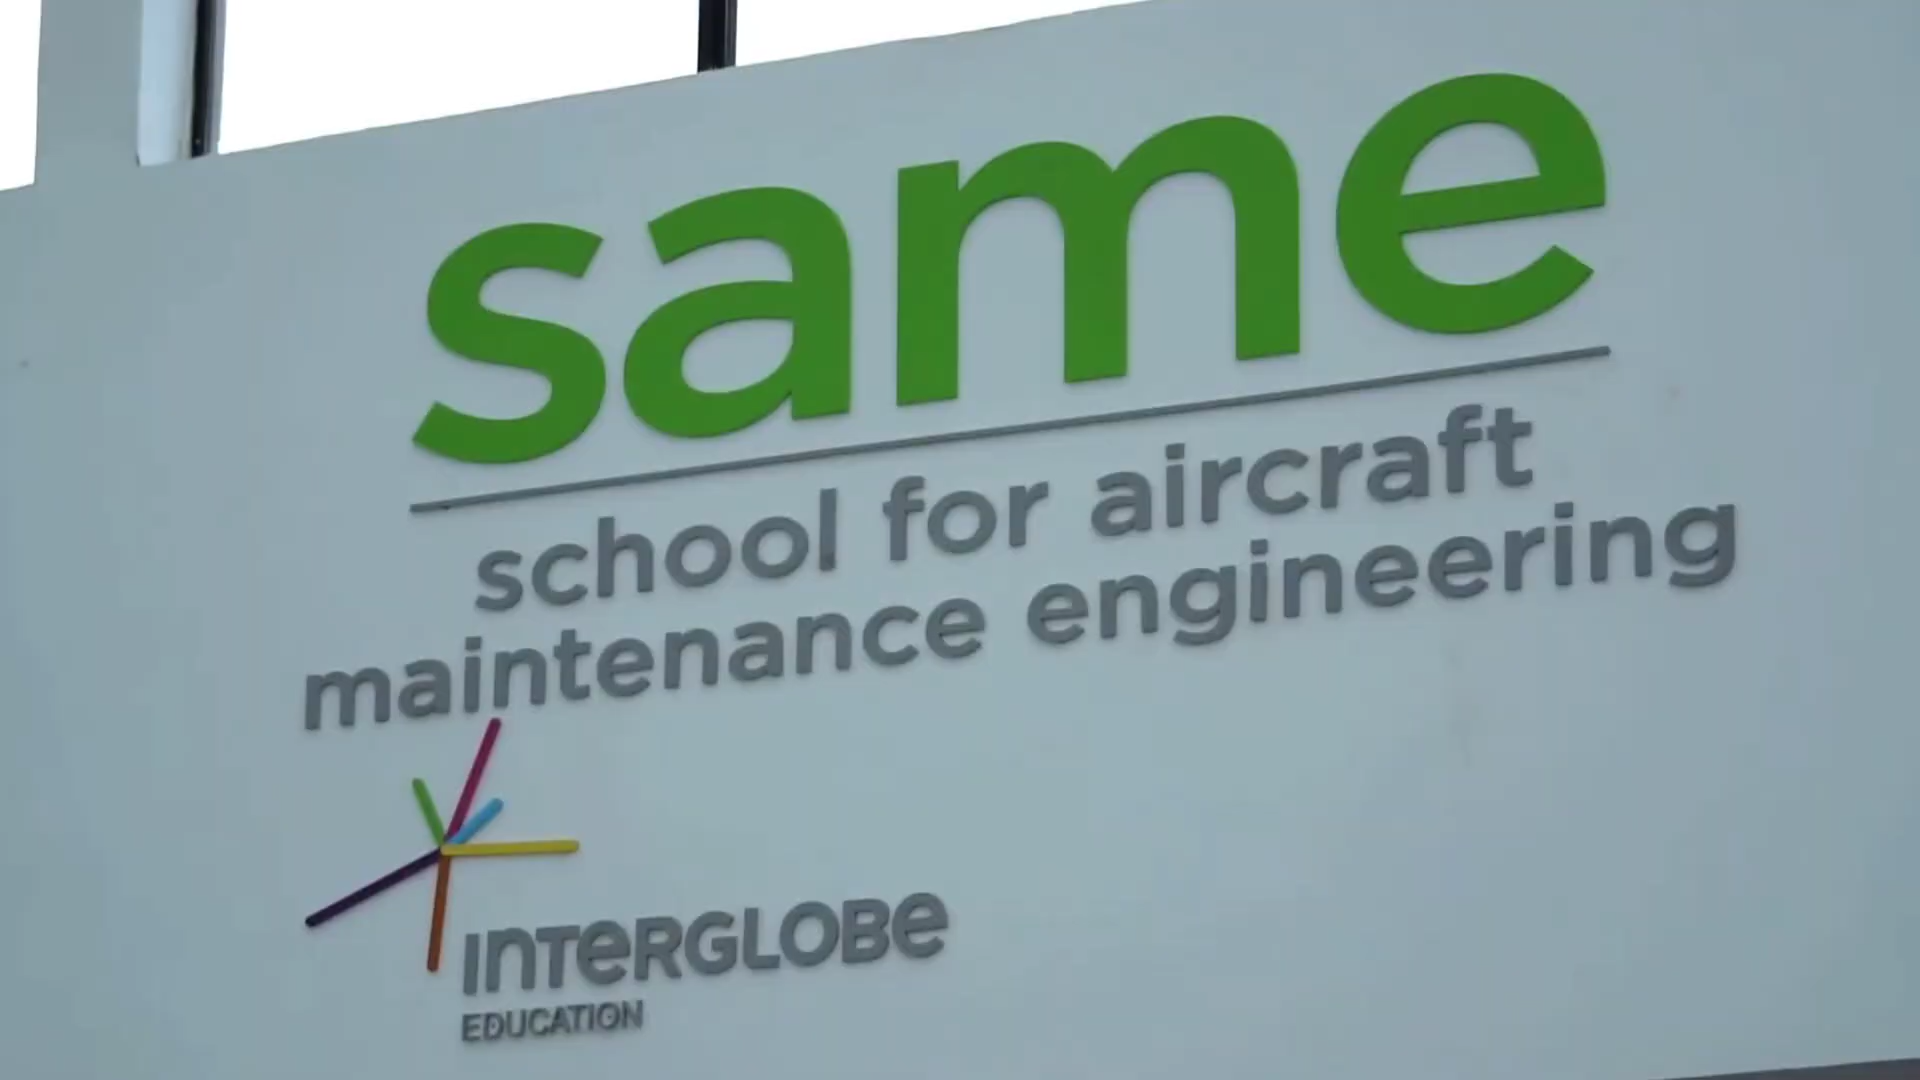 same
school for aircraft
maintenance engineering
INTERGLOBE
EDUCATION